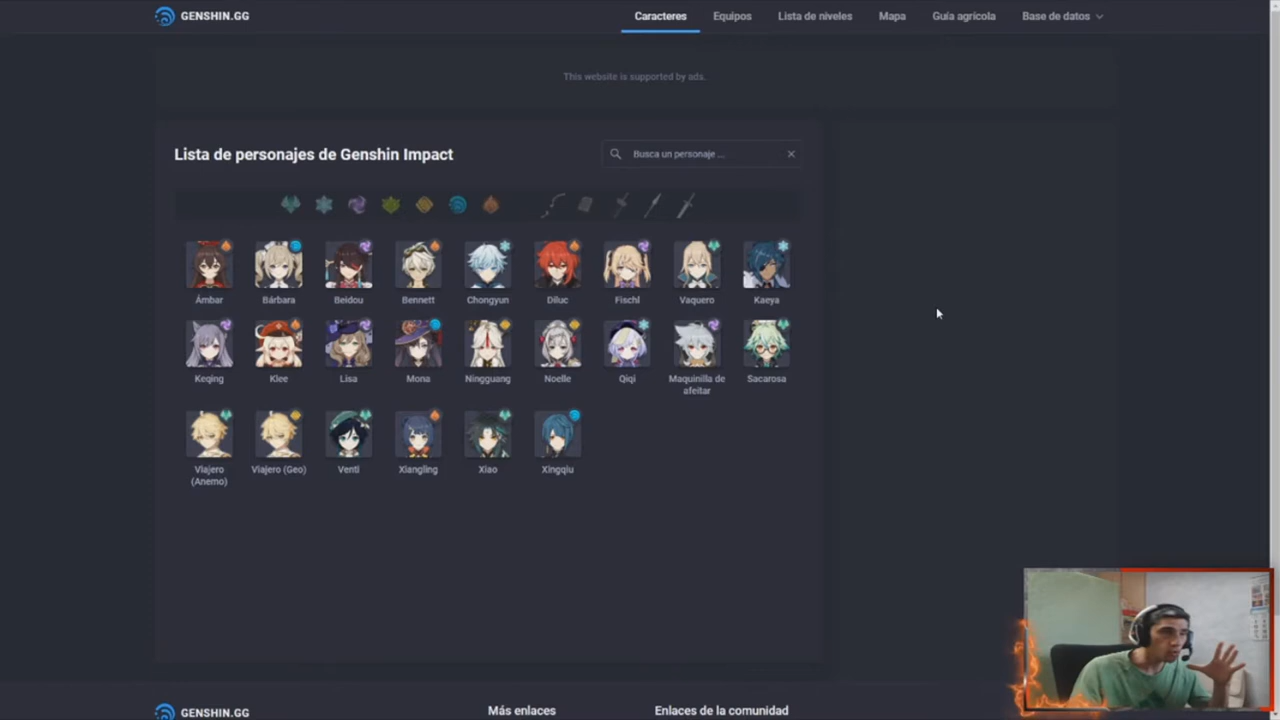 GENSHIN.GG
Caracteres
Equipos
Lista de niveles
Mapa
Guía agrícola
Base de datos
This website is supported by ads.
Lista de personajes de Genshin Impact
Busca un personaje ...
Ámbar
Bárbara
Beidou
Bennett
Chongyun
Diluc
Fischl
Vaquero
Kaeya
Keqing
Klee
Lisa
Mona
Ningguang
Noelle
Qiqi
Maquinilla de
afeitar
Sacarosa
Viajero
(Anemo)
Viajero (Geo)
Venti
Xiangling
Xiao
Xingqiu
GENSHIN.GG
Más enlaces
Enlaces de la comunidad